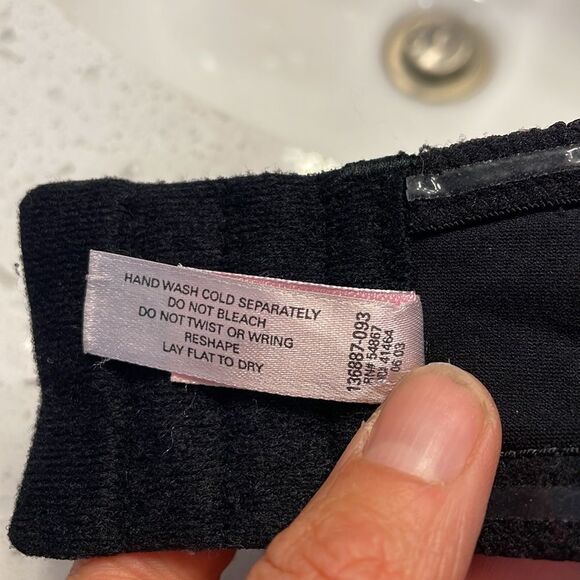 HAND WASH COLD SEPARATELY
DO NOT BLEACH
DO NOT TWIST OR WRING
RESHAPE
LAY FLAT TO DRY
136887-093
RN# 54867
41464
06 03